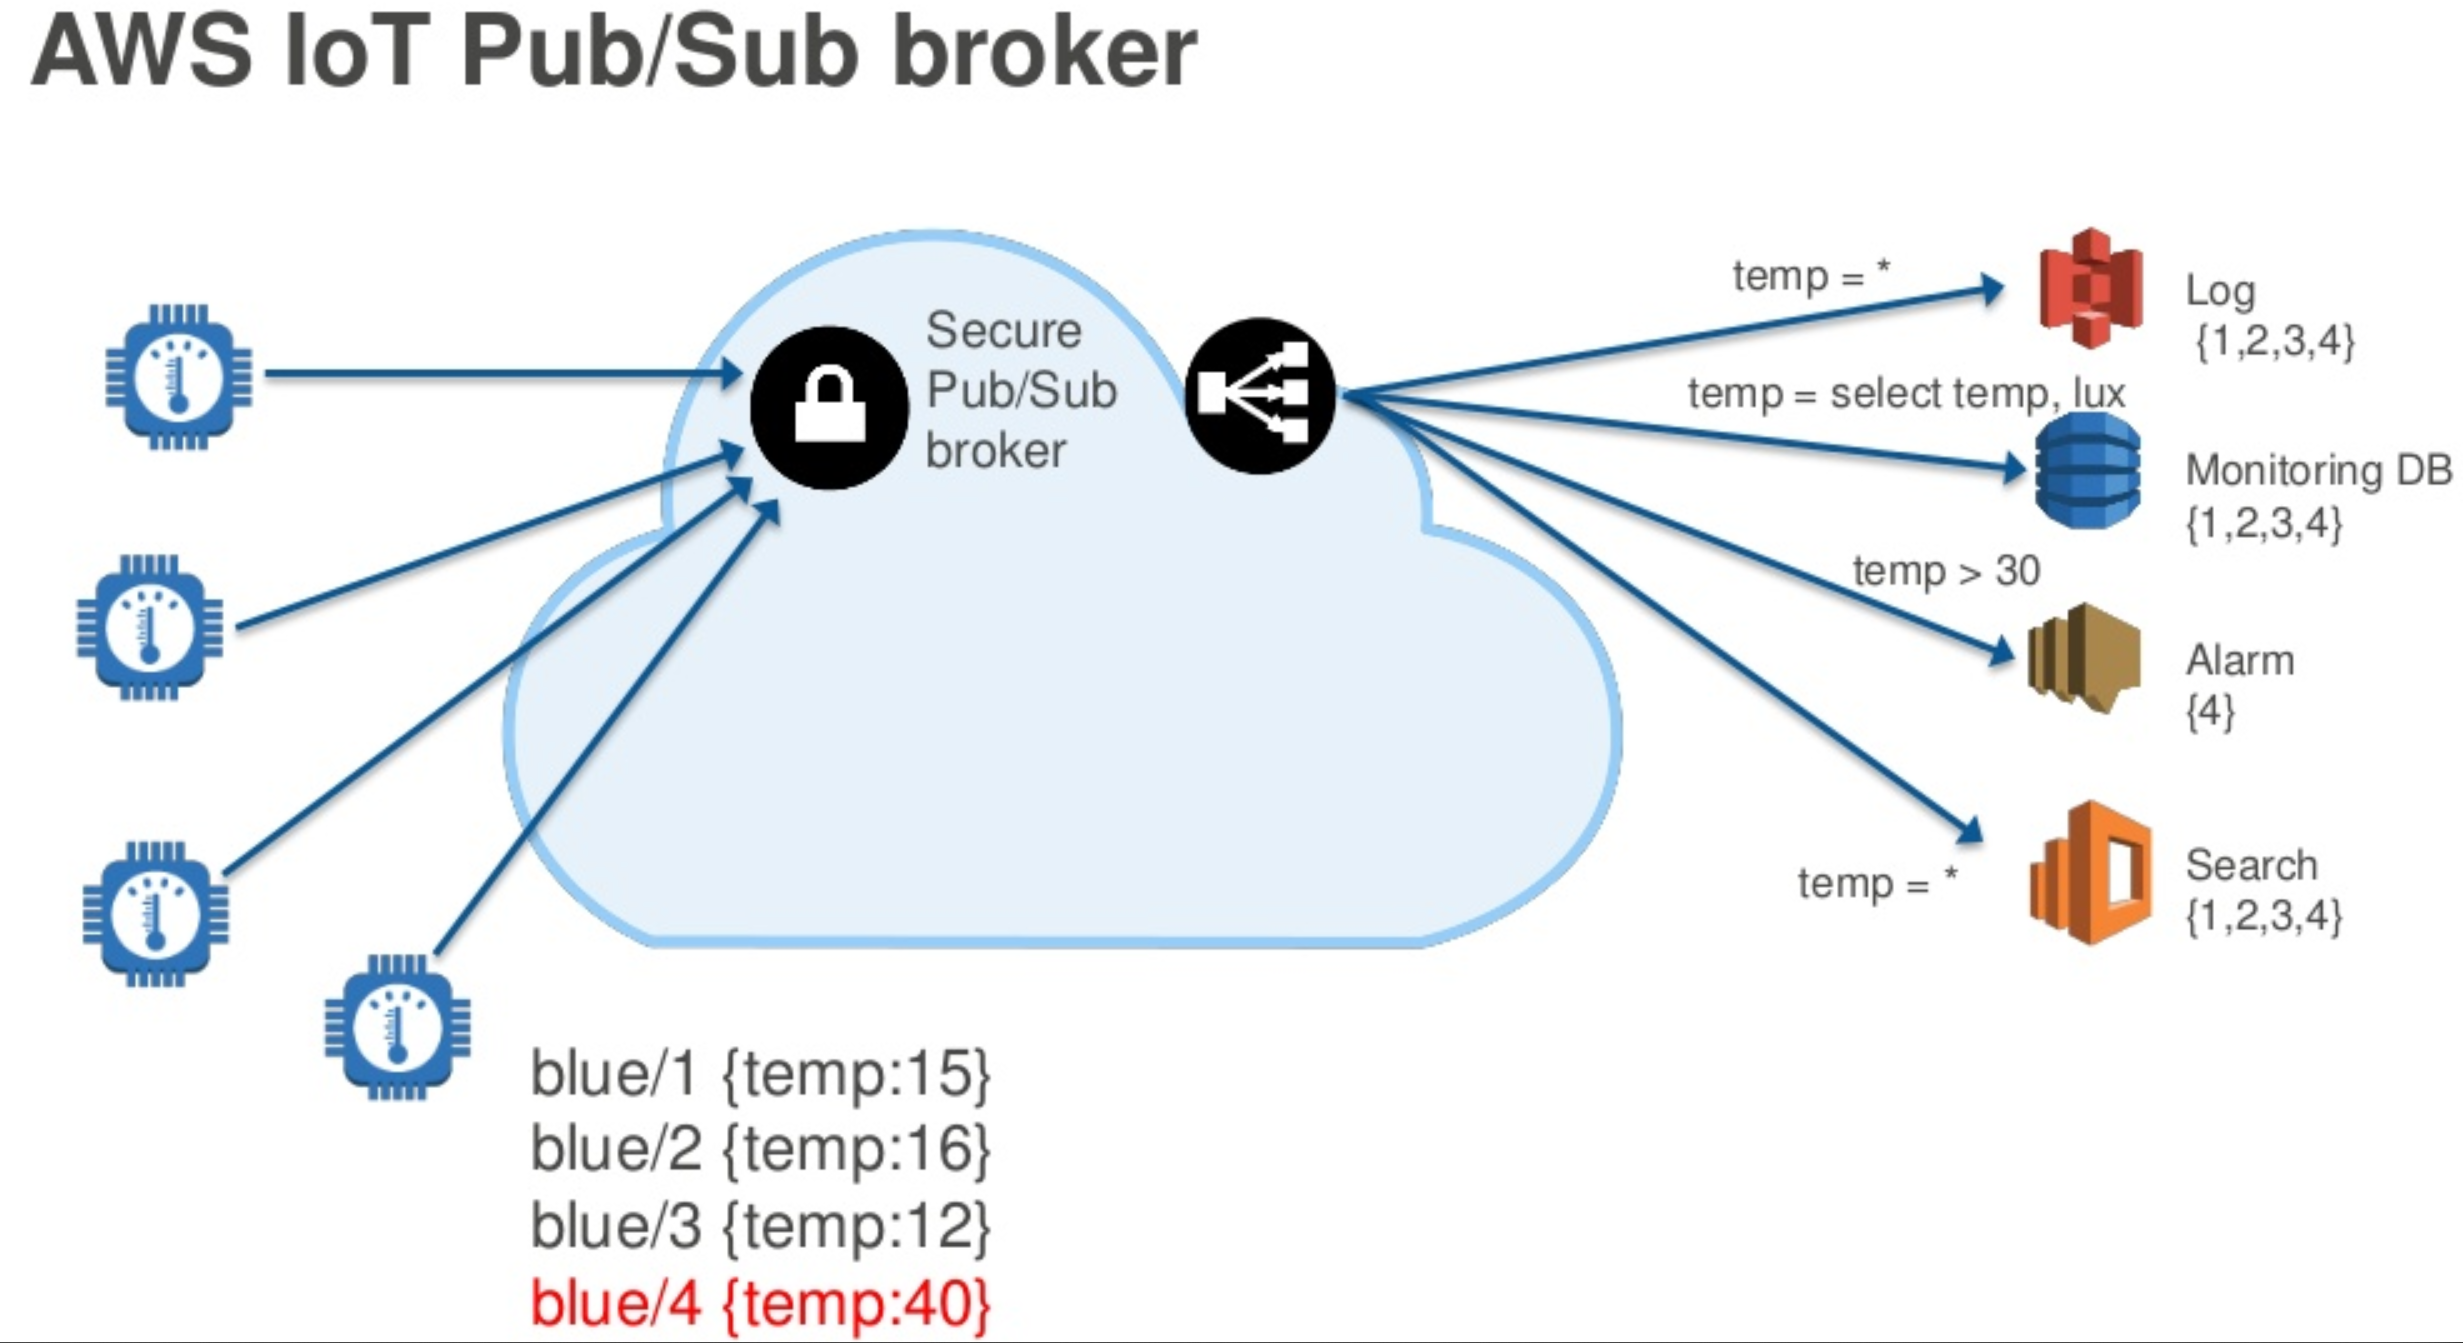 AWS IoT Pub/Sub broker
Secure
Pub/Sub
broker
temp = *
Log
{1,2,3,4}
temp = select temp, lux
Monitoring DB
{1,2,3,4}
temp > 30
Alarm
{4}
temp = *
Search
{1,2,3,4}
blue/1 {temp:15}
blue/2 {temp:16}
blue/3 {temp:12}
blue/4 {temp:40}